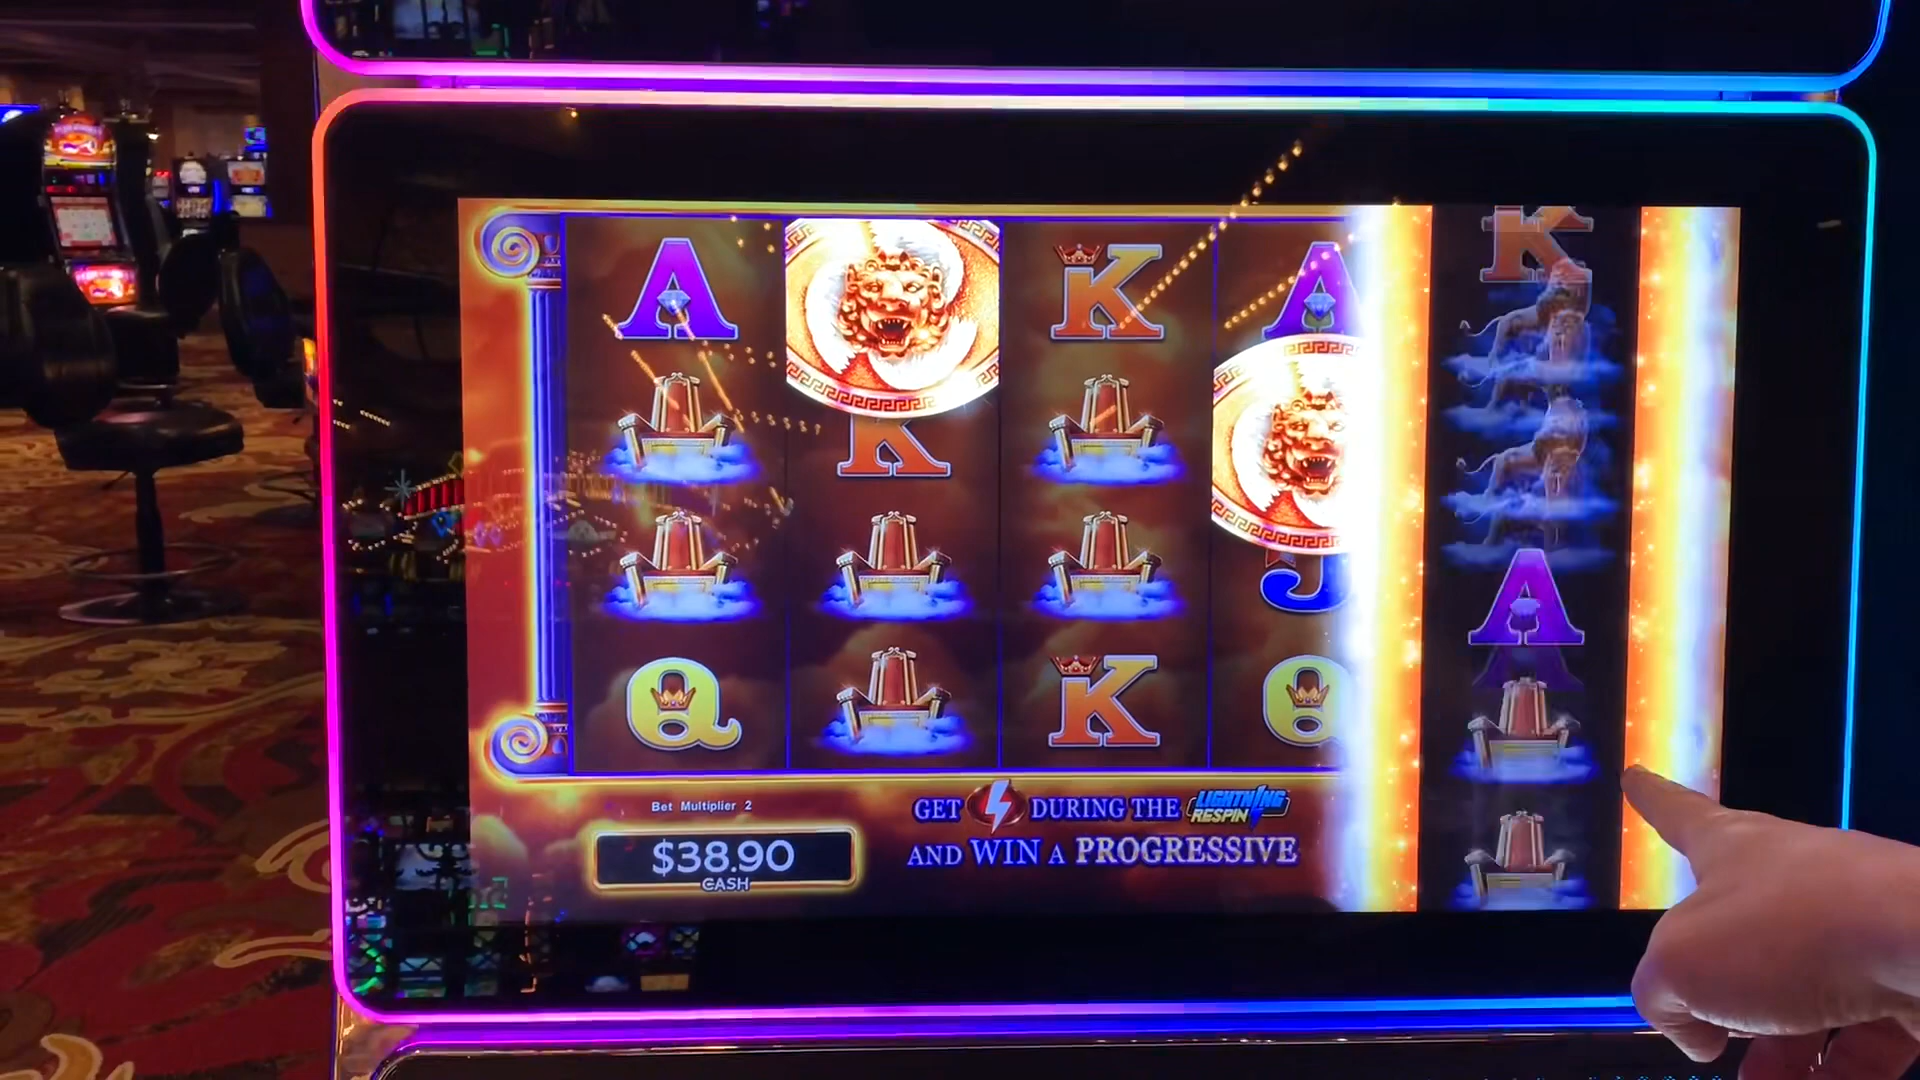 A K A K
K
J
A
Q K Q
Bet Multiplier 2
$38.90
CASH
GET DURING THE LIGHTNING RESPIN
AND WIN A PROGRESSIVE